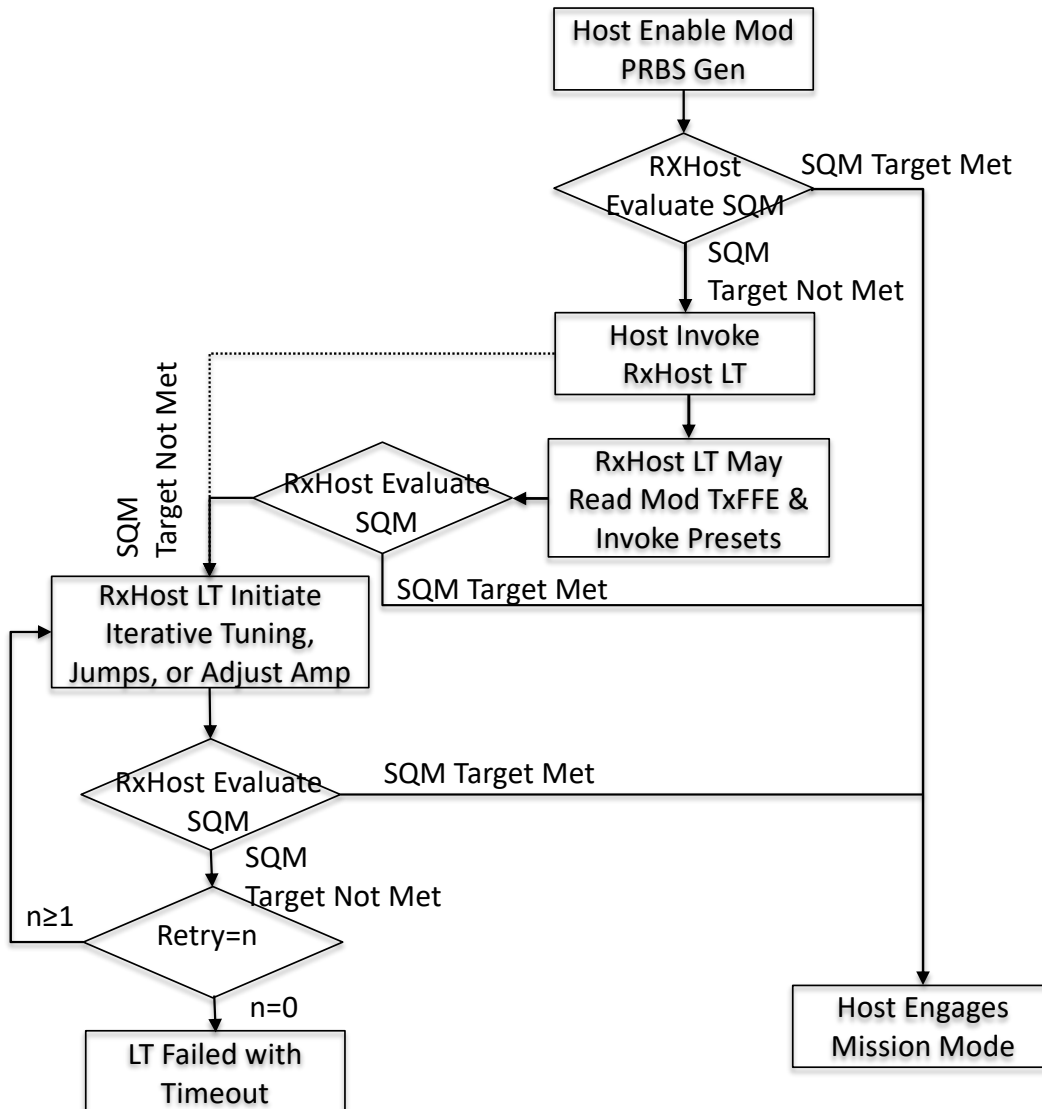 Host Enable Mod
PRBS Gen
RXHost
Evaluate SQM
SQM Target Met
SQM
Target Not Met
Host Invoke
RxHost LT
SQM
Target Not Met
RxHost Evaluate
SQM
RxHost LT May
Read Mod TxFFE &
Invoke Presets
SQM Target Met
RxHost LT Initiate
Iterative Tuning,
Jumps, or Adjust Amp
RxHost Evaluate
SQM
SQM Target Met
SQM
Target Not Met
n≥1
Retry=n
n=0
LT Failed with
Timeout
Host Engages
Mission Mode